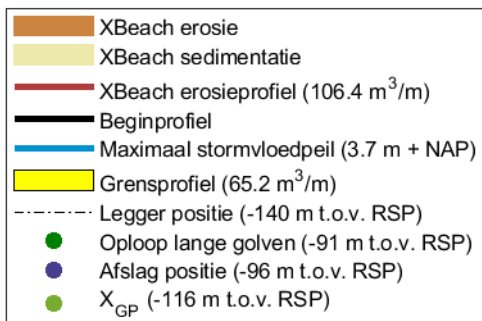 XBeach erosie
XBeach sedimentatie
XBeach erosieprofiel (106.4 m³/m)
Beginprofiel
Maximaal stormvloedpeil (3.7 m + NAP)
Grensprofiel (65.2 m³/m)
Legger positie (-140 m t.o.v. RSP)
Oploop lange golven (-91 m t.o.v. RSP)
Afslag positie (-96 m t.o.v. RSP)
X_GP (-116 m t.o.v. RSP)